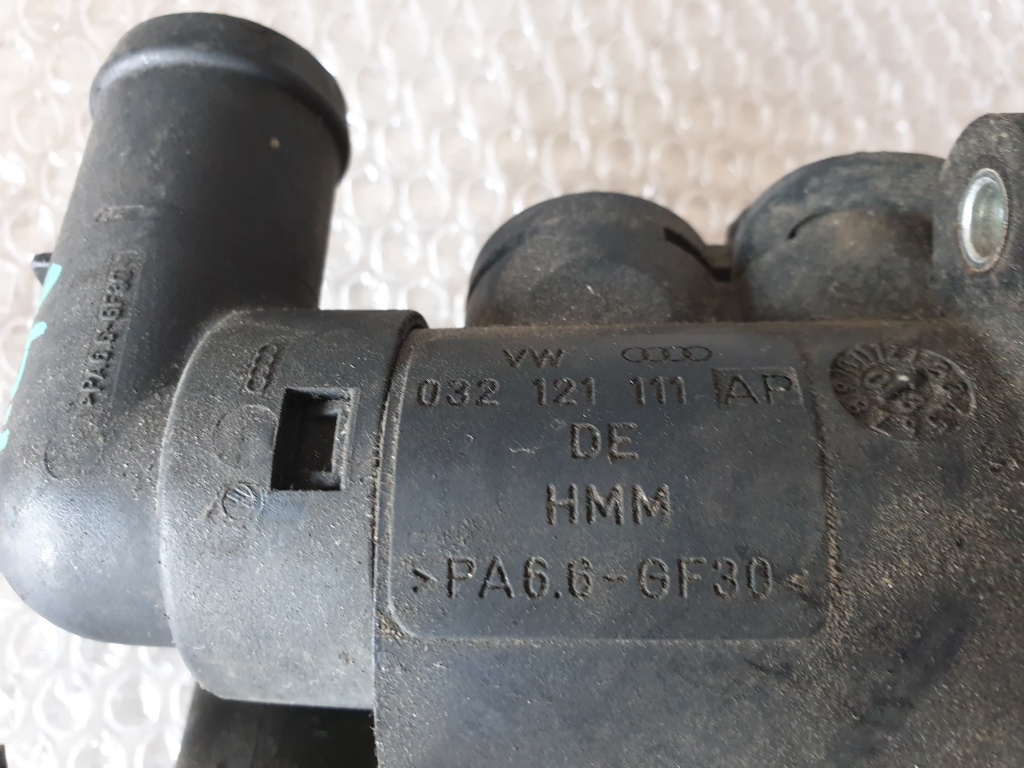 VW
032 121 111 AP
DE
HMM
>PA6.6-GF30<
>PA6.6-GF30<